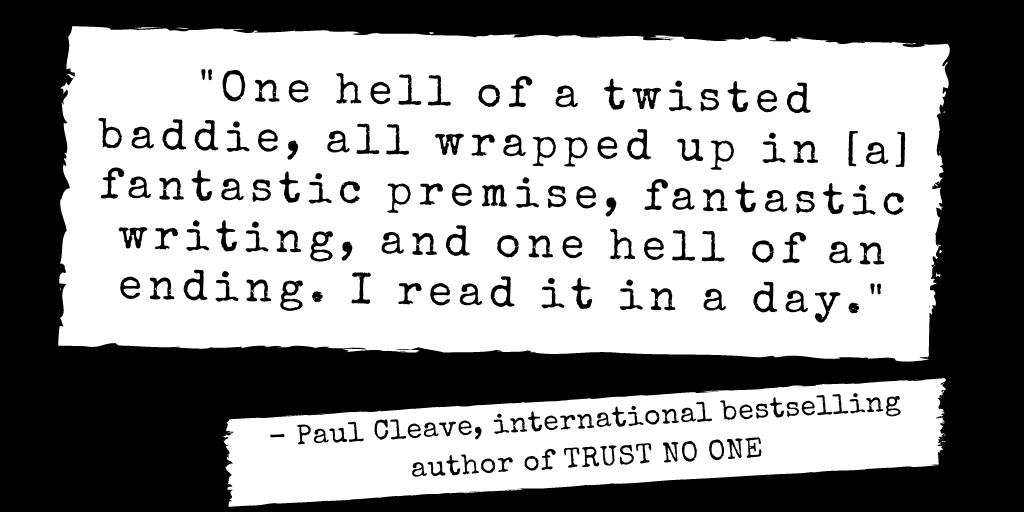 "One hell of a twisted
baddie, all wrapped up in [a]
fantastic premise, fantastic
writing, and one hell of an
ending. I read it in a day."
– Paul Cleave, international bestselling
author of TRUST NO ONE